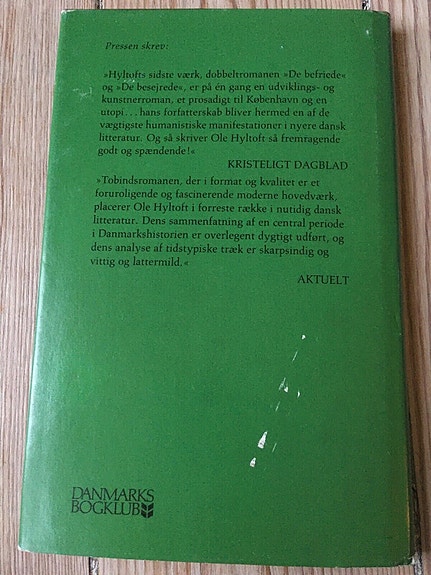 Pressen skrev:
»Hyltofts sidste værk, dobbeltromanen »De befriede«
og »De besejrede«, er på én gang en udviklings- og
kunstnerroman, et prosadigt til København og en
utopi . . . hans forfatterskab bliver hermed en af de
vægtigste humanistiske manifestationer i nyere dansk
litteratur. Og så skriver Ole Hyltoft så fremragende
godt og spændende!«
KRISTELIGT DAGBLAD
»Tobindsromanen, der i format og kvalitet er et
foruroligende og fascinerende moderne hovedværk,
placerer Ole Hyltoft i forreste række i nutidig dansk
litteratur. Dens sammenfatning af en central periode
i Danmarkshistorien er overlegent dygtigt udført, og
dens analyse af tidstypiske træk er skarpsindig og
vittig og lattermild.«
AKTUELT
DANMARKS
BOGKLUB